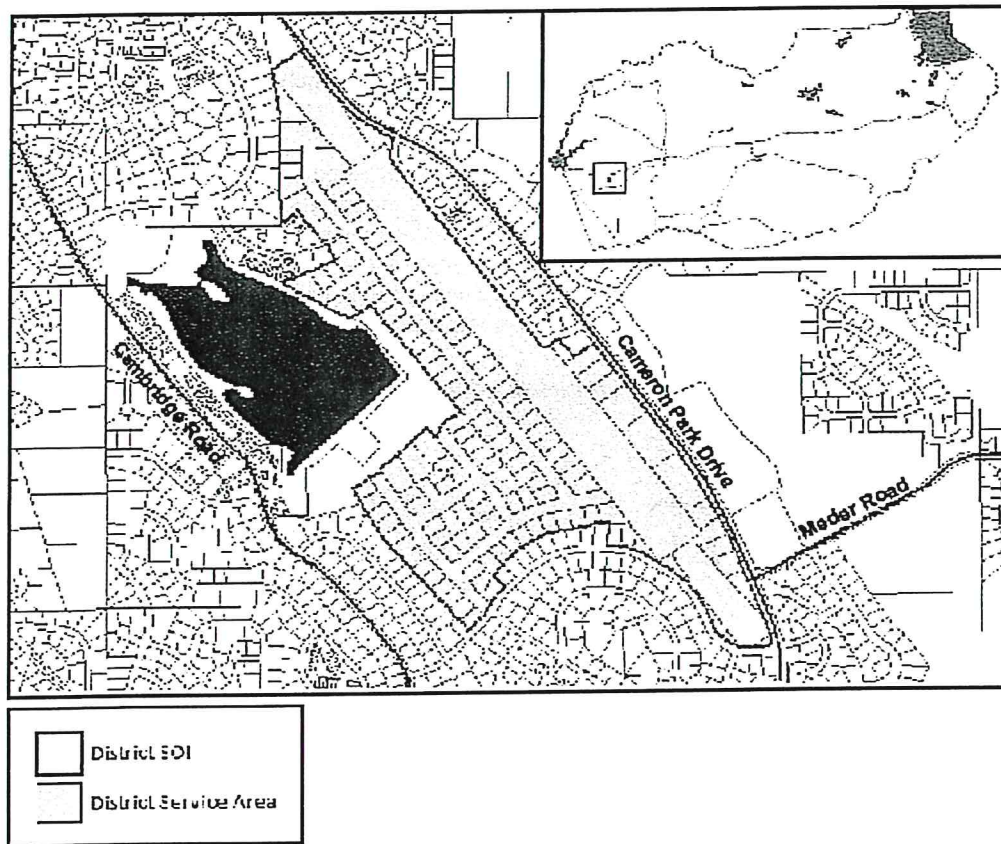 Cambridge Road
Cameron Park Drive
Meder Road
District SOI
District Service Area